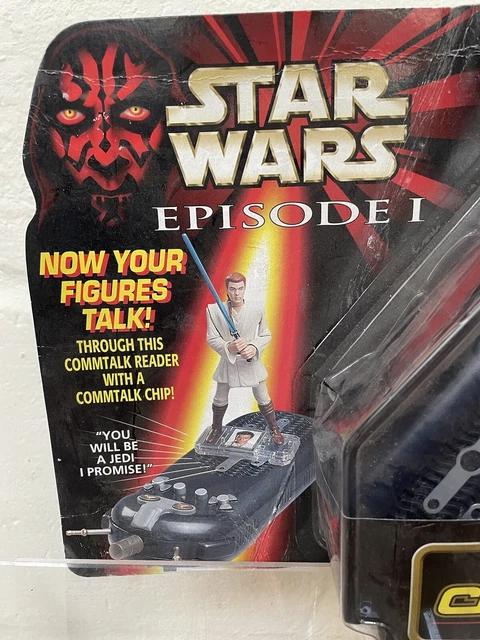 STAR
WARS
EPISODE I
NOW YOUR
FIGURES
TALK!
THROUGH THIS
COMMTALK READER
WITH A
COMMTALK CHIP!
"YOU
WILL BE
A JEDI
I PROMISE!"